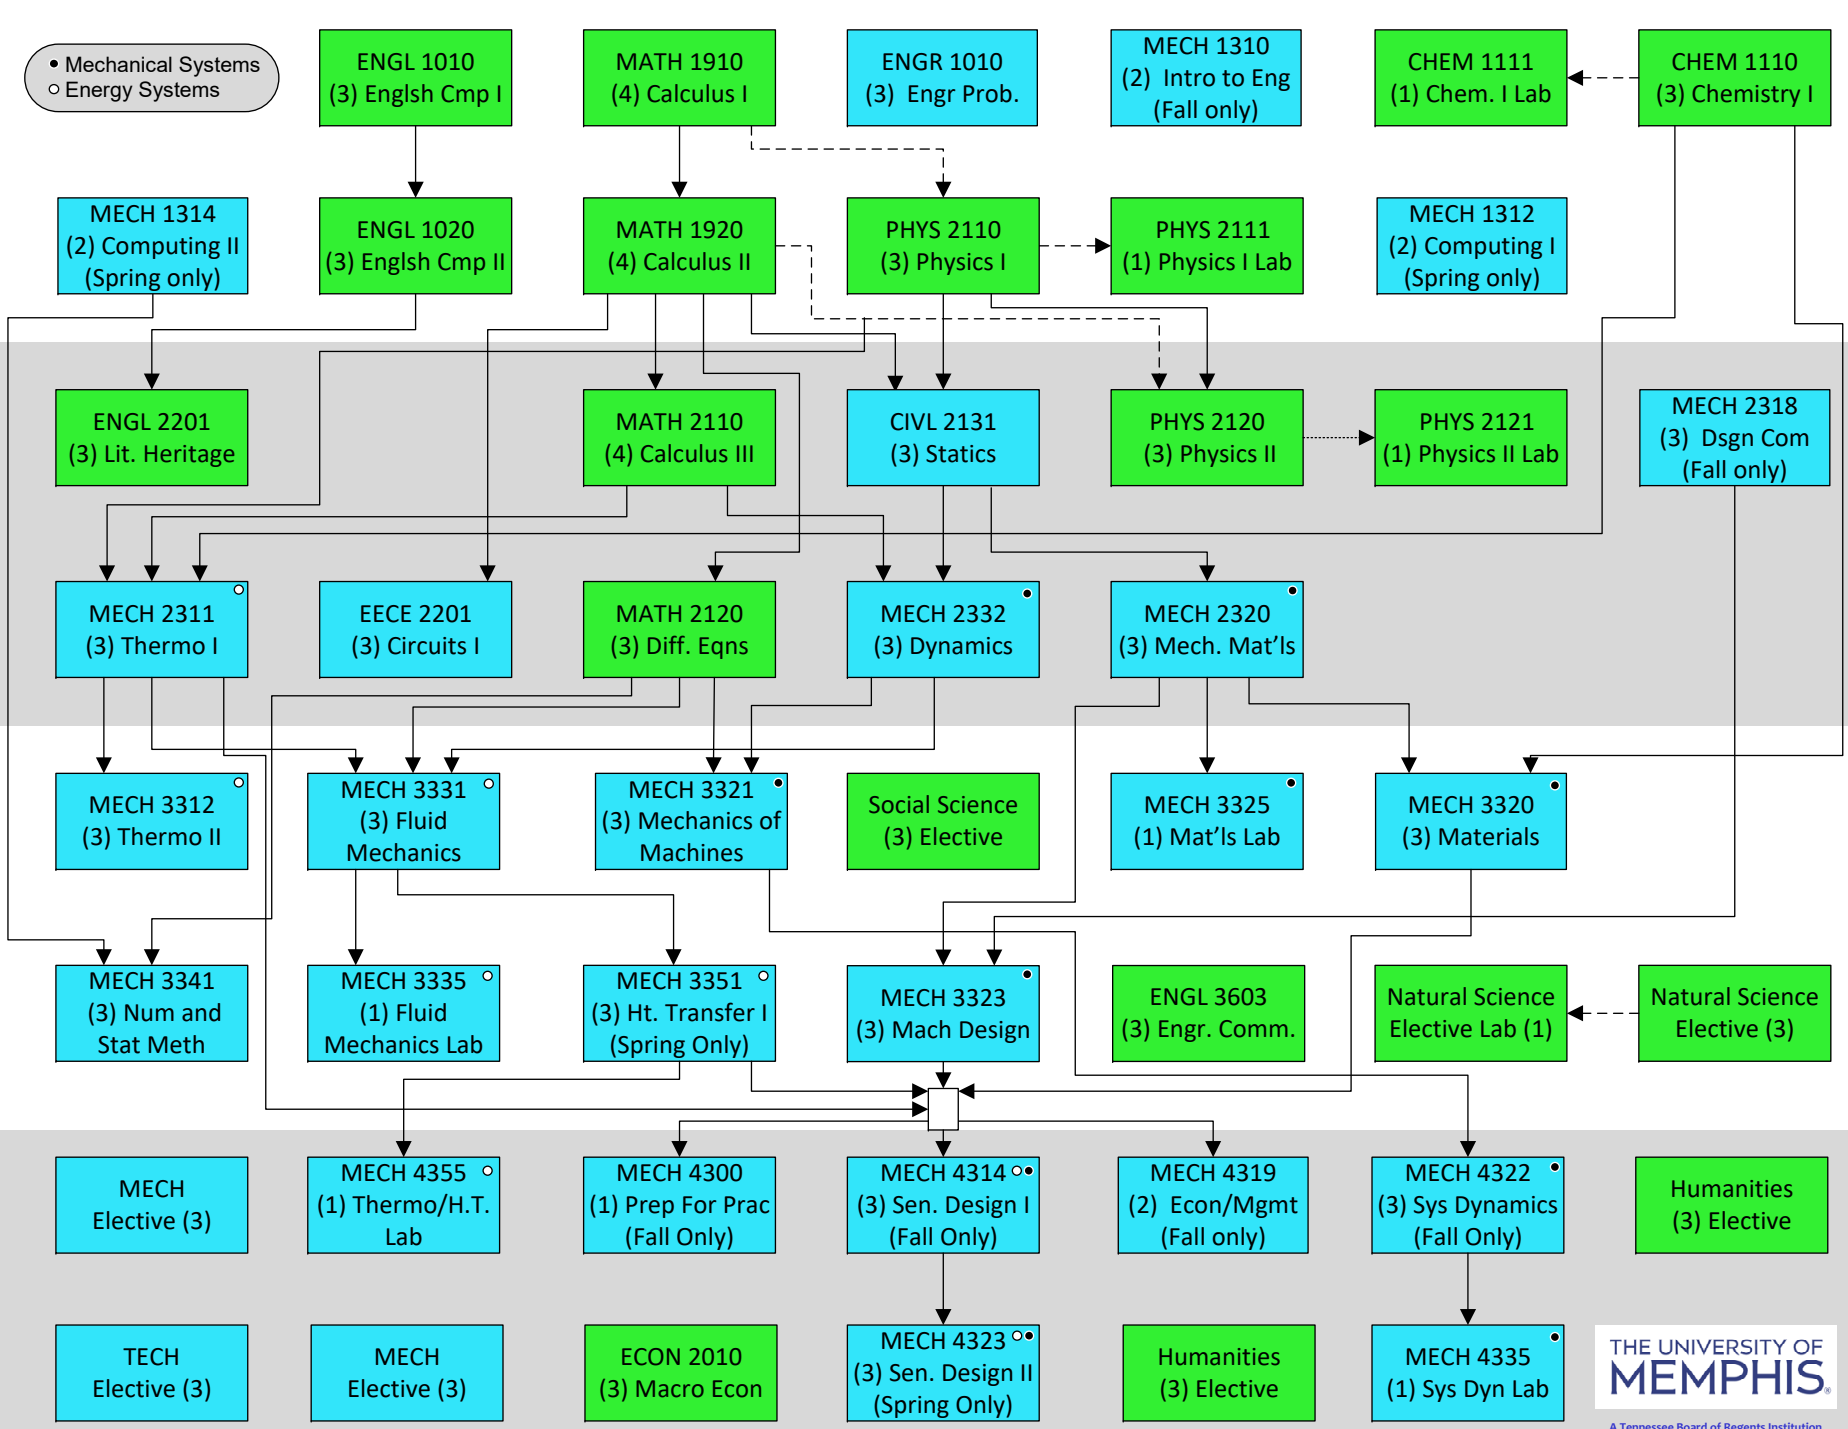 • Mechanical Systems
○ Energy Systems
ENGL 1010
(3) Englsh Cmp I
MATH 1910
(4) Calculus I
ENGR 1010
(3) Engr Prob.
MECH 1310
(2) Intro to Eng
(Fall only)
CHEM 1111
(1) Chem. I Lab
CHEM 1110
(3) Chemistry I
MECH 1314
(2) Computing II
(Spring only)
ENGL 1020
(3) Englsh Cmp II
MATH 1920
(4) Calculus II
PHYS 2110
(3) Physics I
PHYS 2111
(1) Physics I Lab
MECH 1312
(2) Computing I
(Spring only)
ENGL 2201
(3) Lit. Heritage
MATH 2110
(4) Calculus III
CIVL 2131
(3) Statics
PHYS 2120
(3) Physics II
PHYS 2121
(1) Physics II Lab
MECH 2318
(3) Dsgn Com
(Fall only)
MECH 2311
(3) Thermo I
EECE 2201
(3) Circuits I
MATH 2120
(3) Diff. Eqns
MECH 2332
(3) Dynamics
MECH 2320
(3) Mech. Mat’ls
MECH 3312
(3) Thermo II
MECH 3331
(3) Fluid
Mechanics
MECH 3321
(3) Mechanics of
Machines
Social Science
(3) Elective
MECH 3325
(1) Mat’ls Lab
MECH 3320
(3) Materials
MECH 3341
(3) Num and
Stat Meth
MECH 3335
(1) Fluid
Mechanics Lab
MECH 3351
(3) Ht. Transfer I
(Spring Only)
MECH 3323
(3) Mach Design
ENGL 3603
(3) Engr. Comm.
Natural Science
Elective Lab (1)
Natural Science
Elective (3)
MECH
Elective (3)
MECH 4355
(1) Thermo/H.T.
Lab
MECH 4300
(1) Prep For Prac
(Fall Only)
MECH 4314
(3) Sen. Design I
(Fall Only)
MECH 4319
(2) Econ/Mgmt
(Fall only)
MECH 4322
(3) Sys Dynamics
(Fall Only)
Humanities
(3) Elective
TECH
Elective (3)
MECH
Elective (3)
ECON 2010
(3) Macro Econ
MECH 4323
(3) Sen. Design II
(Spring Only)
Humanities
(3) Elective
MECH 4335
(1) Sys Dyn Lab
THE UNIVERSITY OF
MEMPHIS®
A Tennessee Board of Regents Institution